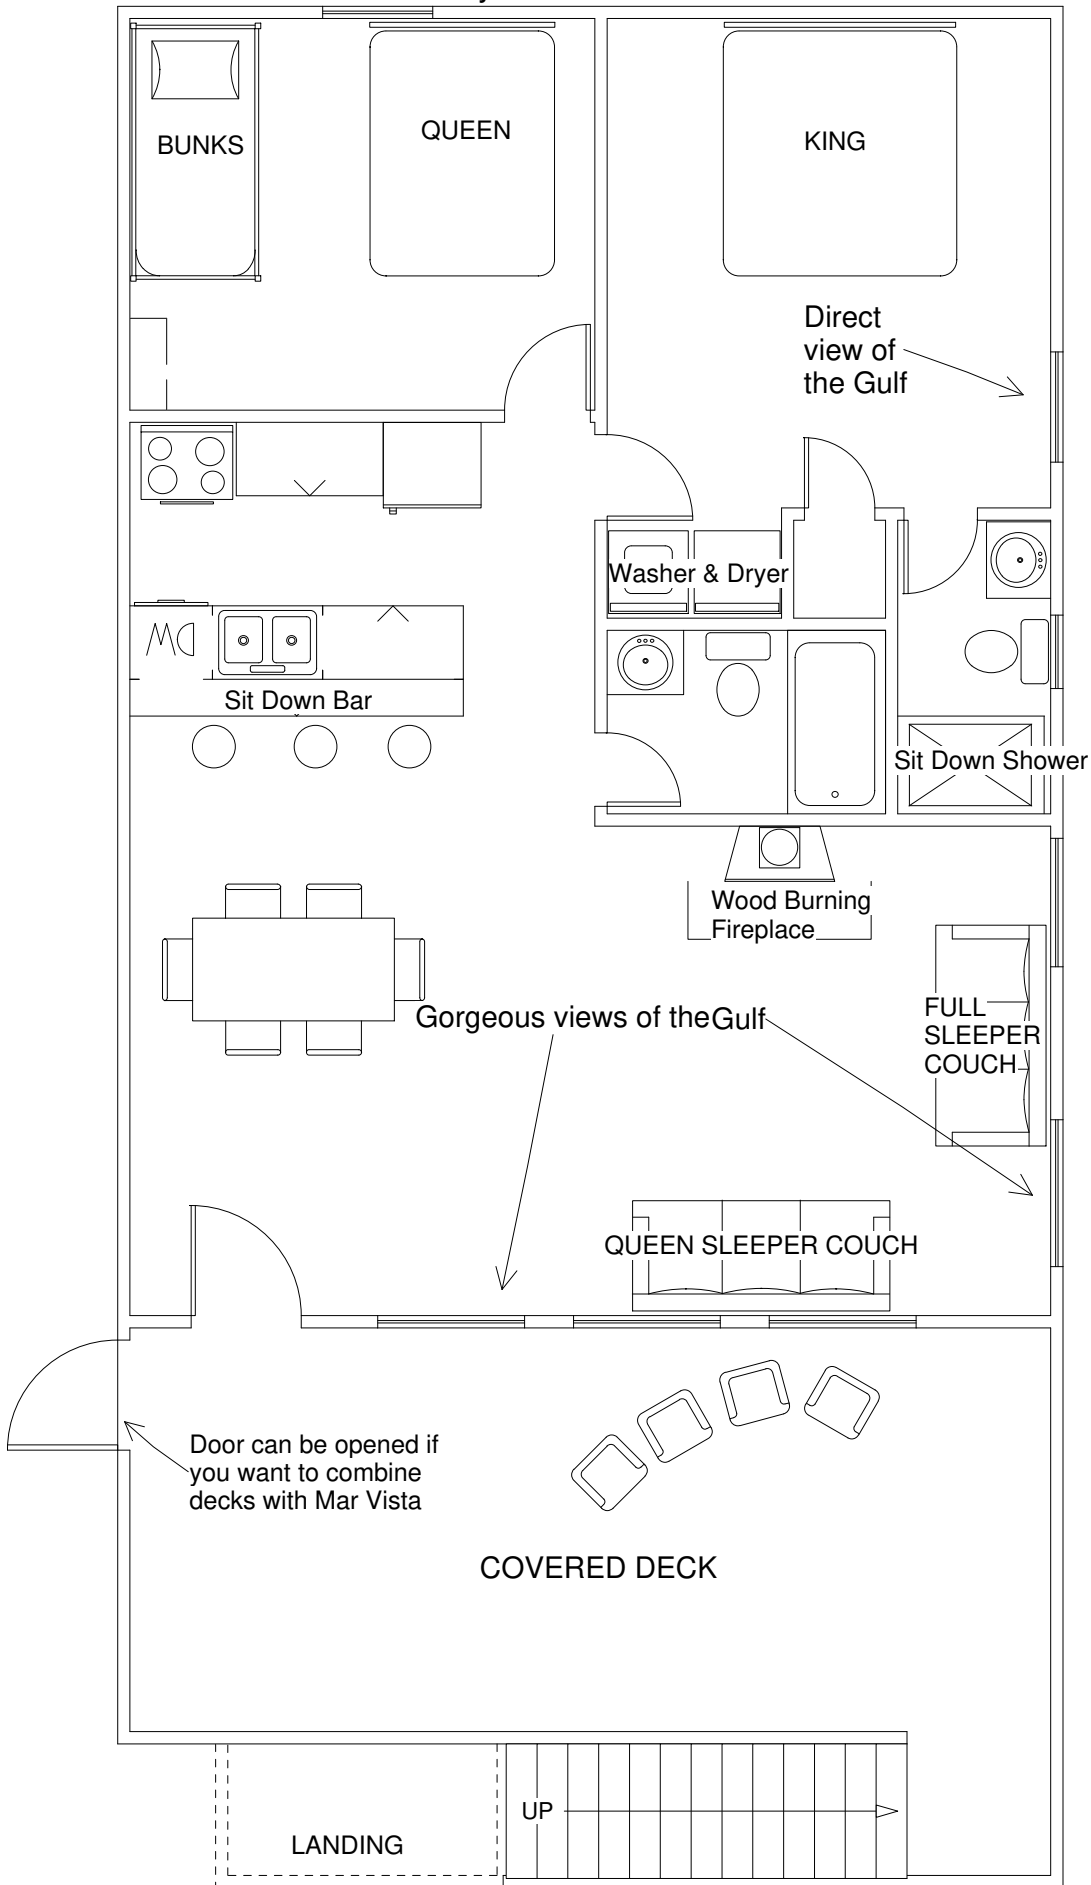 BUNKS
QUEEN
KING
Direct
view of
the Gulf
Washer & Dryer
Sit Down Bar
Sit Down Shower
Wood Burning
Fireplace
Gorgeous views of the Gulf
FULL
SLEEPER
COUCH
QUEEN SLEEPER COUCH
Door can be opened if
you want to combine
decks with Mar Vista
COVERED DECK
UP
LANDING